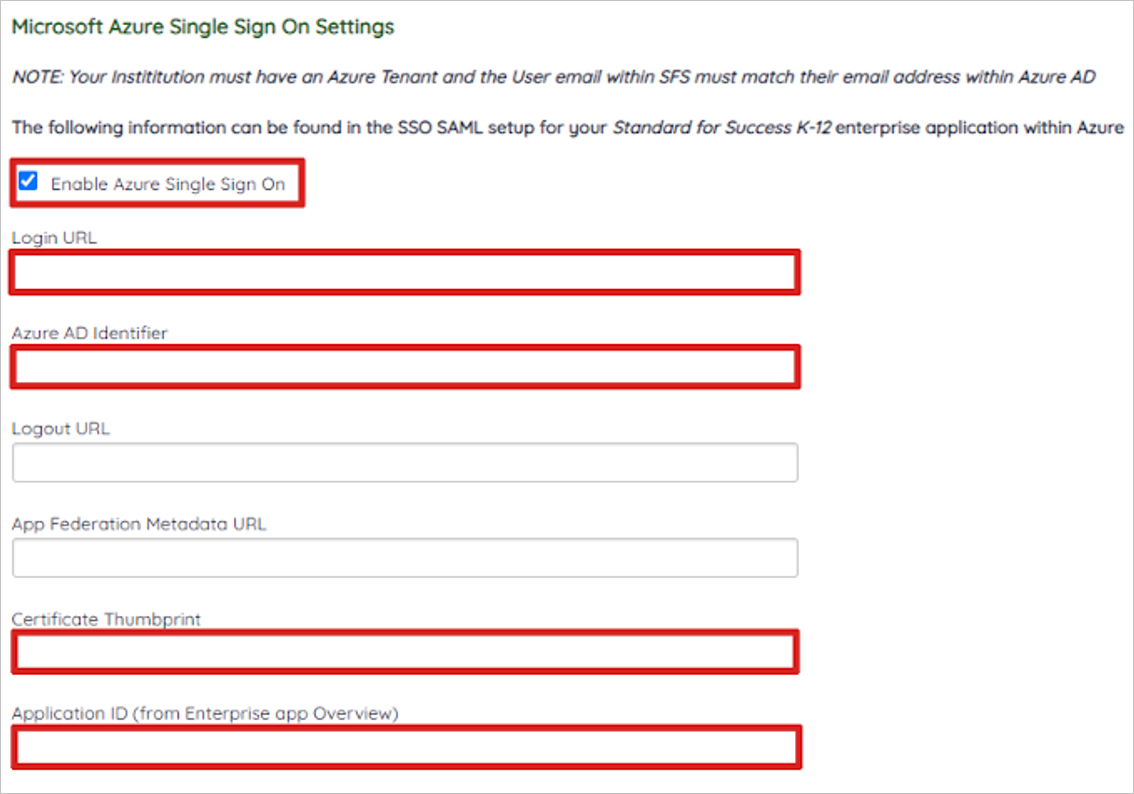 Microsoft Azure Single Sign On Settings
NOTE: Your Instititution must have an Azure Tenant and the User email within SFS must match their email address within Azure AD
The following information can be found in the SSO SAML setup for your Standard for Success K-12 enterprise application within Azure
Enable Azure Single Sign On
Login URL
Azure AD Identifier
Logout URL
App Federation Metadata URL
Certificate Thumbprint
Application ID (from Enterprise app Overview)